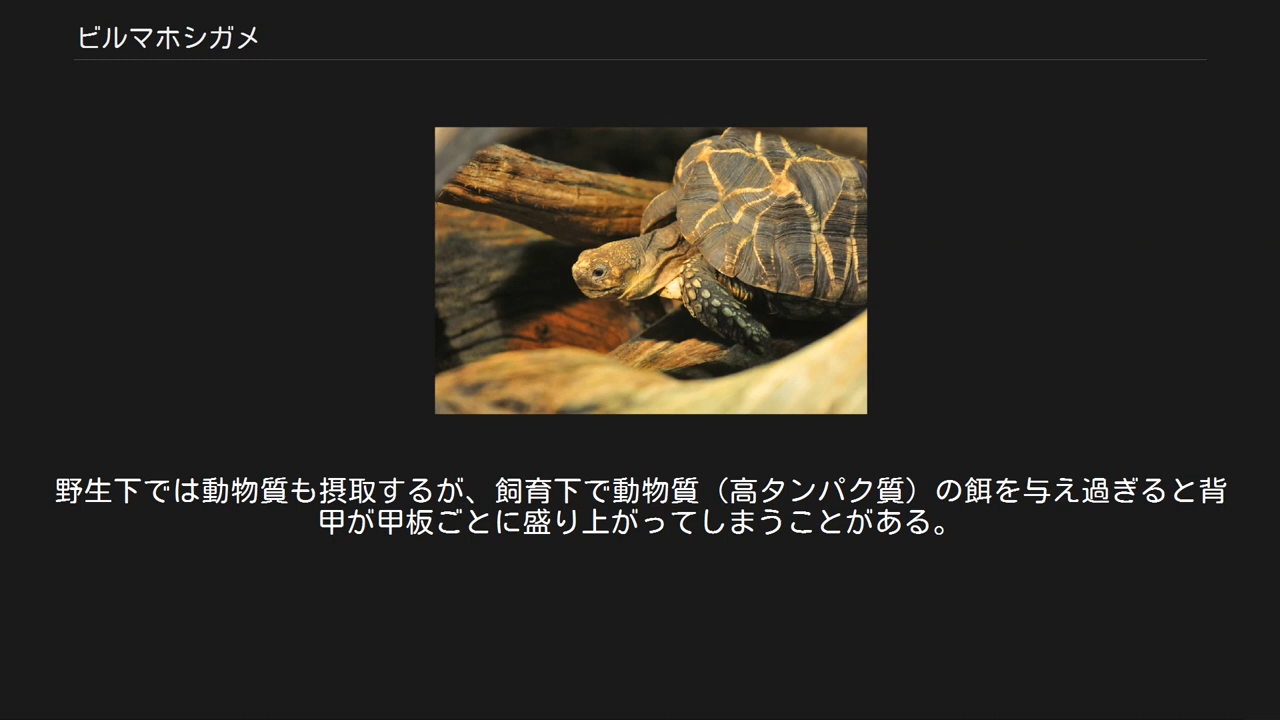 ビルマホシガメ
野生下では動物質も摂取するが、飼育下で動物質（高タンパク質）の餌を与え過ぎると背
甲が甲板ごとに盛り上がってしまうことがある。